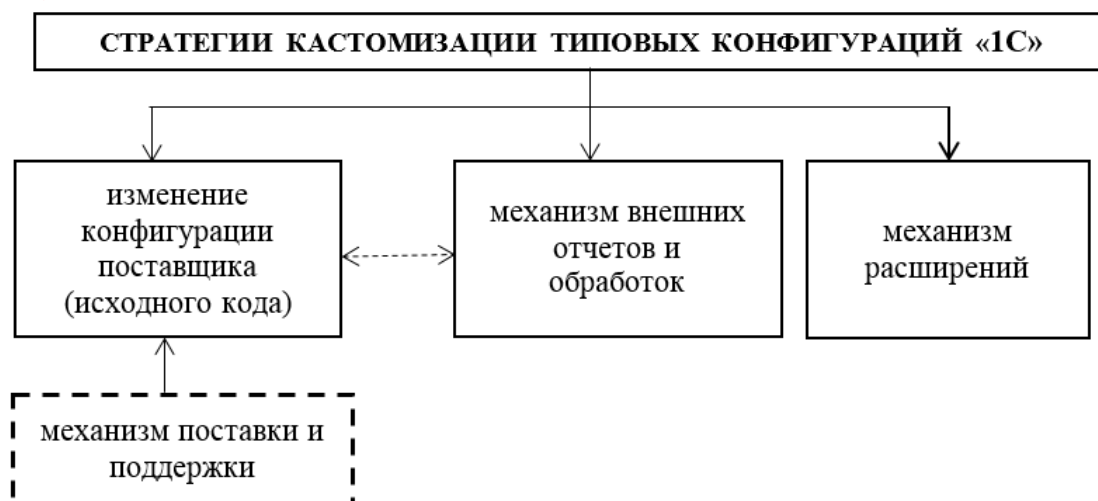 СТРАТЕГИИ КАСТОМИЗАЦИИ ТИПОВЫХ КОНФИГУРАЦИЙ «1С»
изменение
конфигурации
поставщика
(исходного кода)
механизм внешних
отчетов и
обработок
механизм
расширений
механизм поставки и
поддержки